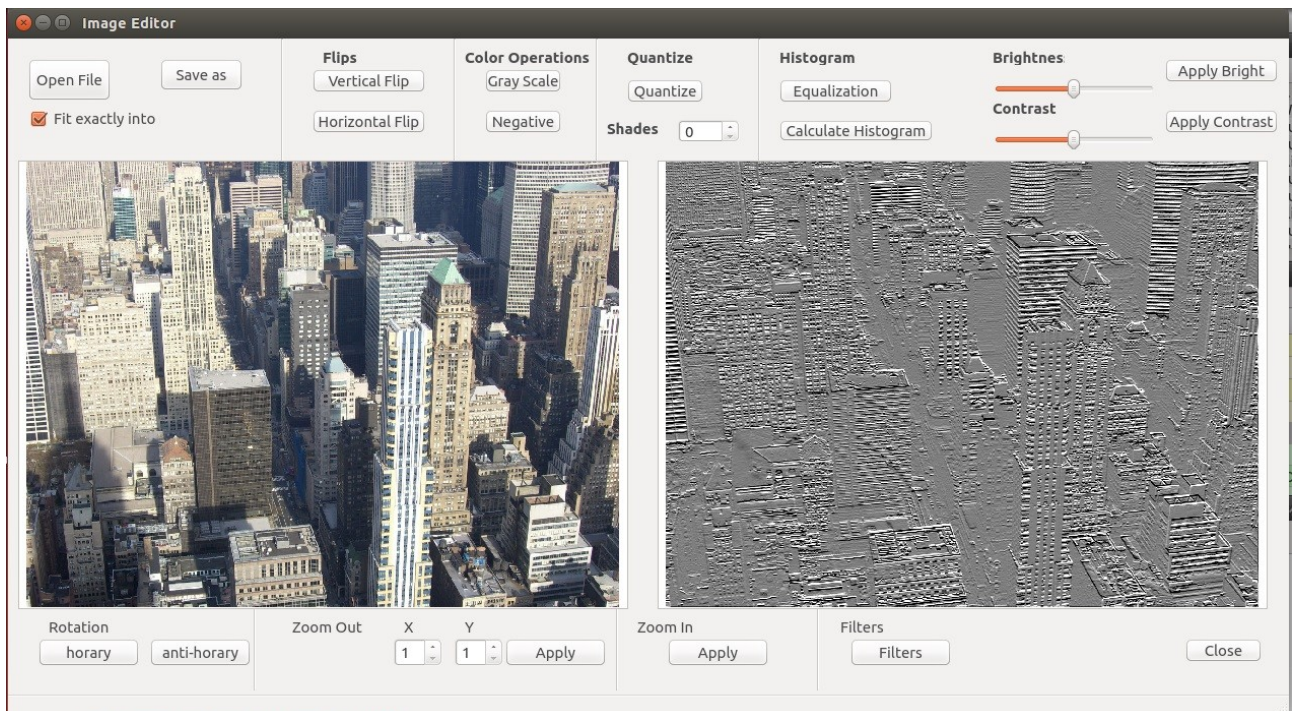 Image Editor
Open File
Save as
Fit exactly into
Flips
Vertical Flip
Horizontal Flip
Color Operations
Gray Scale
Negative
Quantize
Quantize
Shades 0
Histogram
Equalization
Calculate Histogram
Brightnes
Contrast
Apply Bright
Apply Contrast
Rotation
horary anti-horary
Zoom Out X Y
1 1 Apply
Zoom In
Apply
Filters
Filters
Close